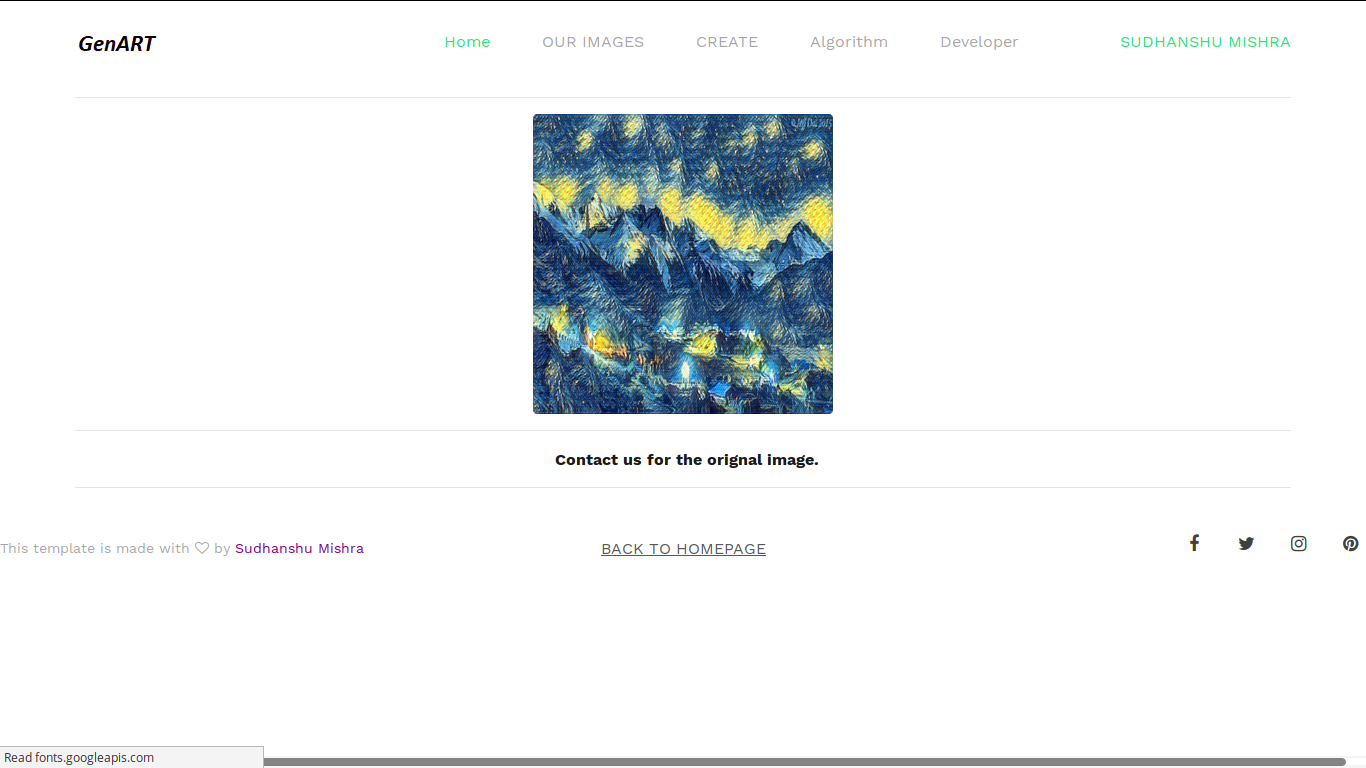 GenART Home OUR IMAGES CREATE Algorithm Developer SUDHANSHU MISHRA
Contact us for the orignal image.
This template is made with by Sudhanshu Mishra BACK TO HOMEPAGE
Read fonts.googleapis.com